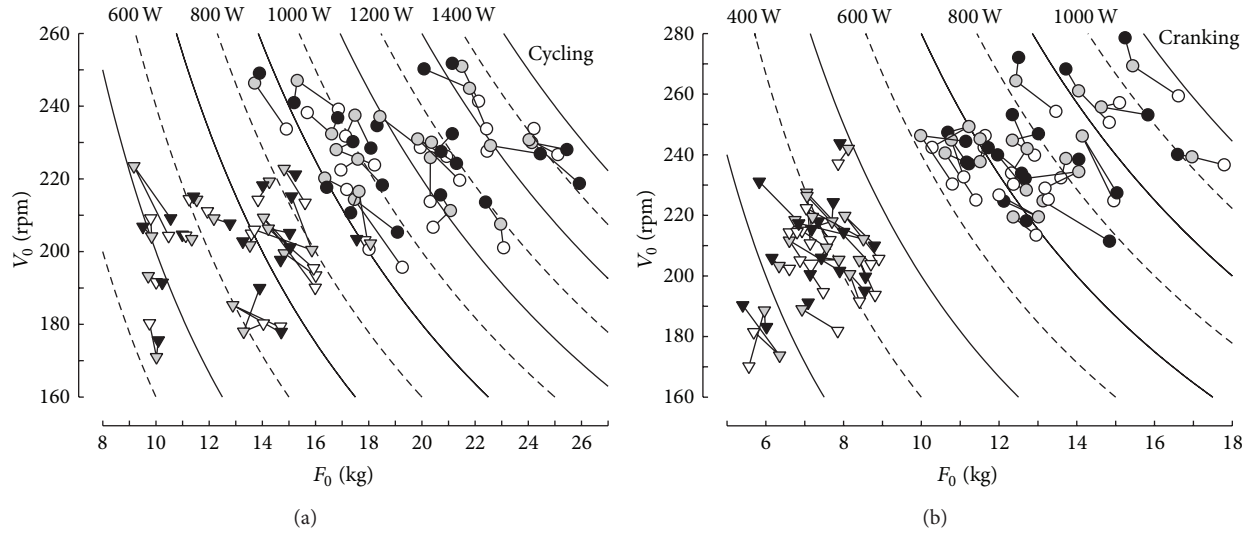 600 W 800 W 1000 W 1200 W 1400 W
Cycling
260
240
220
200
180
160
V0 (rpm)
8 10 12 14 16 18 20 22 24 26
F0 (kg)
(a)
400 W 600 W 800 W 1000 W
Cranking
260
240
220
200
180
160
V0 (rpm)
6 8 10 12 14 16 18
F0 (kg)
(b)